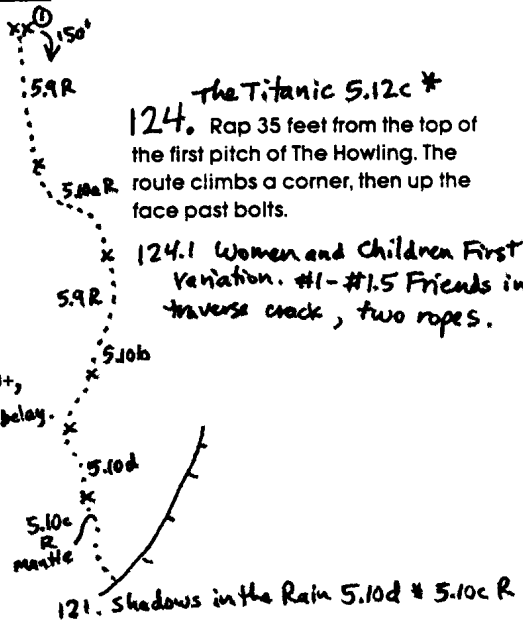 ①
150'
5.9 R
The Titanic 5.12c *
124. Rap 35 feet from the top of
the first pitch of The Howling. The
route climbs a corner, then up the
face past bolts.
5.10a R
124.1 Women and Children First
Variation. #1-#1.5 Friends in
traverse crack, two ropes.
5.9 R
5.10b
+,
belay.
5.10d
5.10c
R
mantle
121. Shadows in the Rain 5.10d * 5.10c R